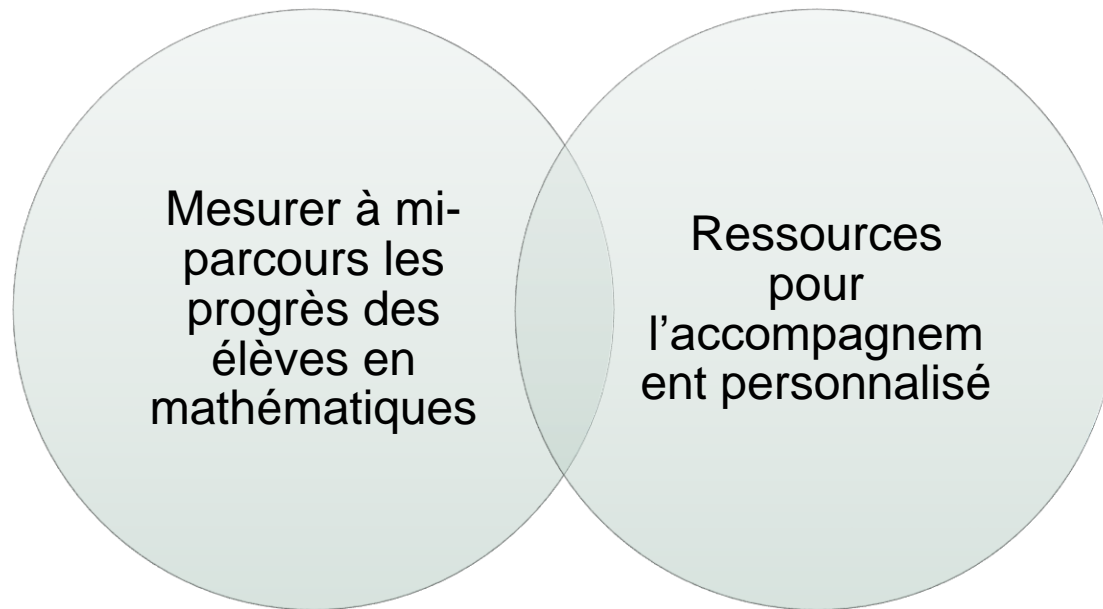 Mesurer à mi-
parcours les
progrès des
élèves en
mathématiques
Ressources
pour
l’accompagnem
ent personnalisé